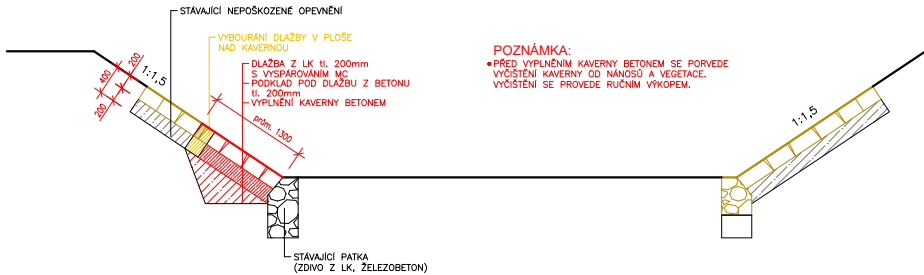 STÁVAJÍCÍ NEPOŠKOZENÉ OPEVNĚNÍ
VYBOURÁNÍ DLAŽBY V PLOŠE
NAD KAVERNOU
DLAŽBA Z LK tl. 200mm
S VYSPÁROVÁNÍM MC
PODKLAD POD DLAŽBU Z BETONU
tl. 200mm
VYPLNĚNÍ KAVERNY BETONEM
POZNÁMKA:
•PŘED VYPLNĚNÍM KAVERNY BETONEM SE PORVEDE
VYČIŠTĚNÍ KAVERNY OD NÁNOSŮ A VEGETACE.
VYČIŠTĚNÍ SE PROVEDE RUČNÍM VÝKOPEM.
200
400
200
1:1,5
prům. 1300
1:1,5
STÁVAJÍCÍ PATKA
(ZDIVO Z LK, ŽELEZOBETON)